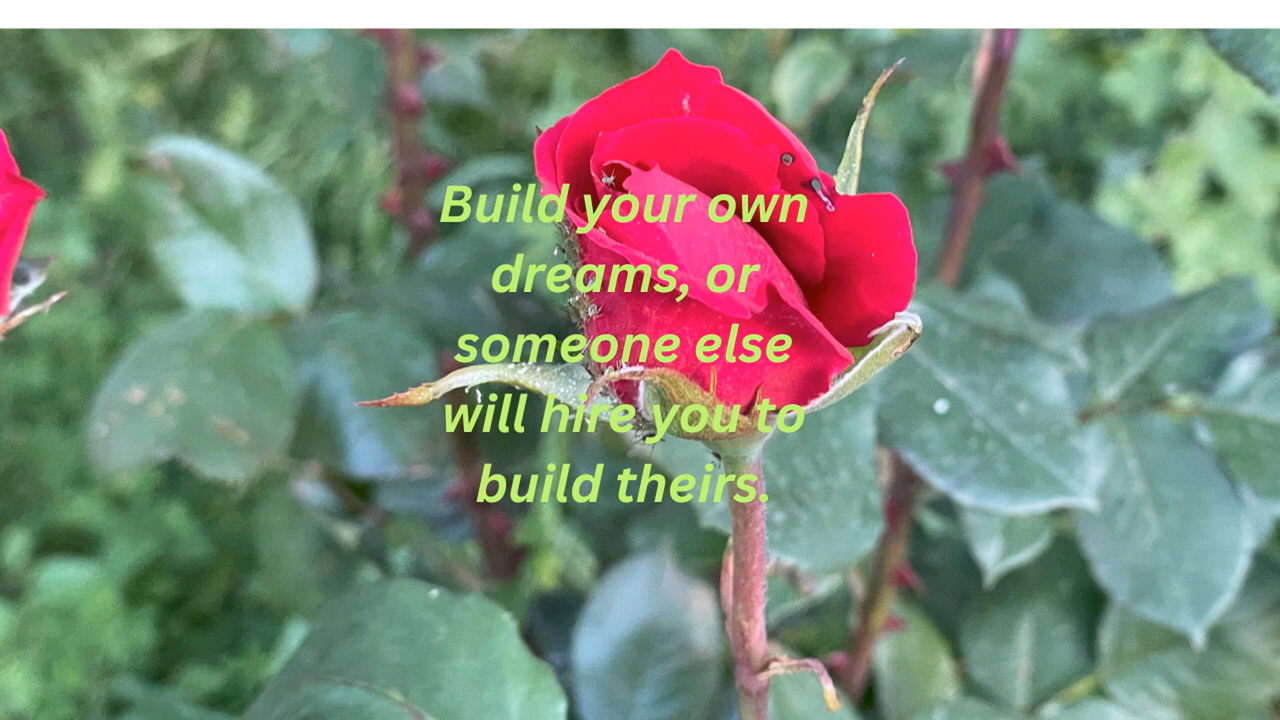 Build your own
dreams, or
someone else
will hire you to
build theirs.